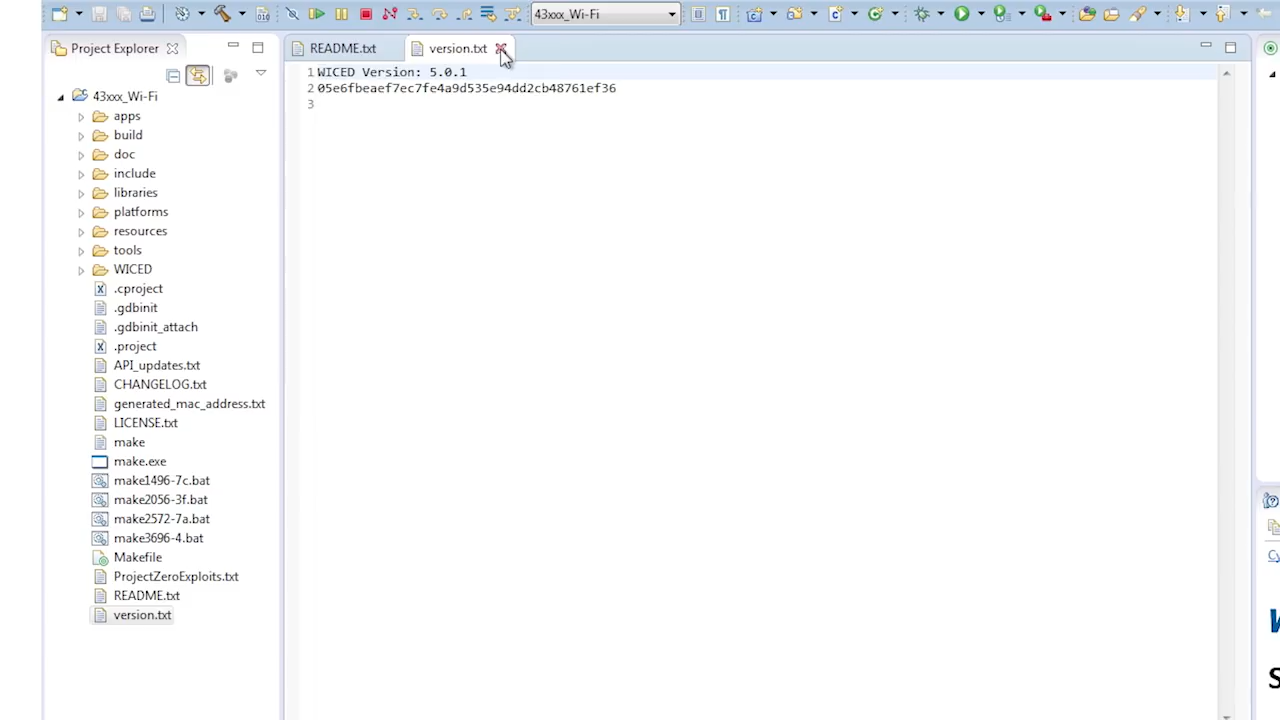 43xxx_Wi-Fi
Project Explorer
README.txt
version.txt
1 WICED Version: 5.0.1
2 05e6fbeaef7ec7fe4a9d535e94dd2cb48761ef36
3
43xxx_Wi-Fi
apps
build
doc
include
libraries
platforms
resources
tools
WICED
.cproject
.gdbinit
.gdbinit_attach
.project
API_updates.txt
CHANGELOG.txt
generated_mac_address.txt
LICENSE.txt
make
make.exe
make1496-7c.bat
make2056-3f.bat
make2572-7a.bat
make3696-4.bat
Makefile
ProjectZeroExploits.txt
README.txt
version.txt
Cy
S